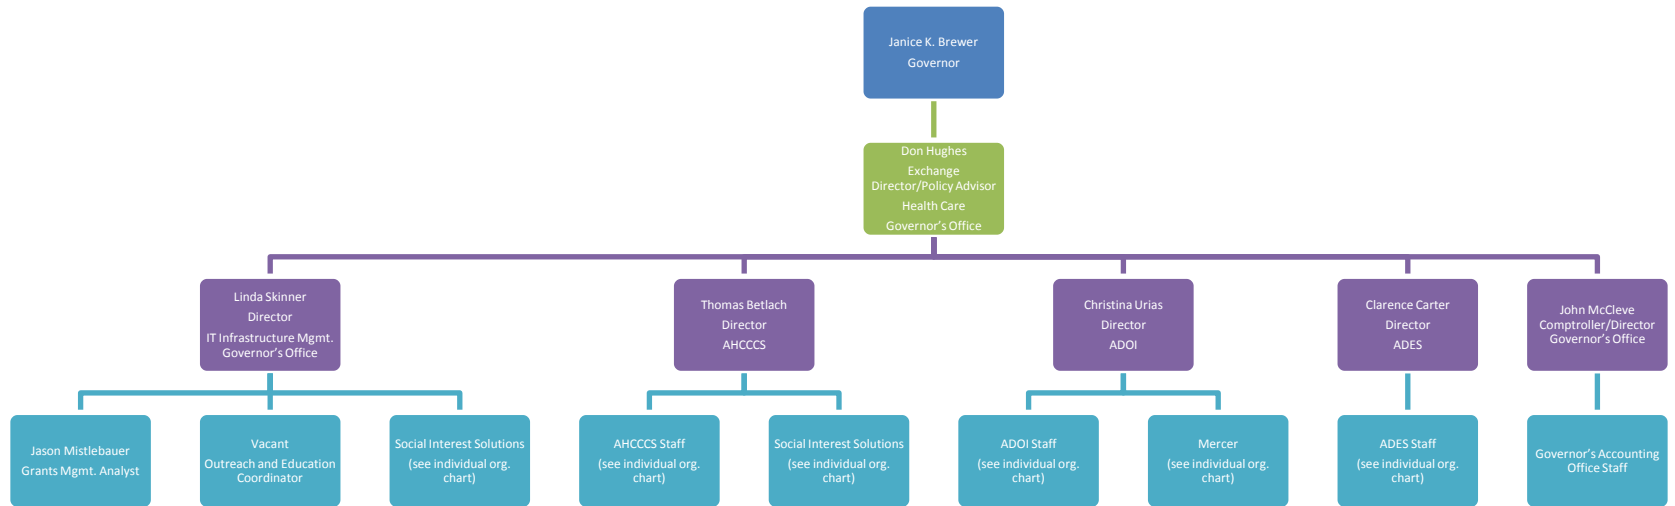 Janice K. Brewer
Governor
Don Hughes
Exchange
Director/Policy Advisor
Health Care
Governor's Office
Linda Skinner
Director
IT Infrastructure Mgmt.
Governor's Office
Thomas Betlach
Director
AHCCCS
Christina Urias
Director
ADOI
Clarence Carter
Director
ADES
John McCleve
Comptroller/Director
Governor's Office
Jason Mistlebauer
Grants Mgmt. Analyst
Vacant
Outreach and Education
Coordinator
Social Interest Solutions
(see individual org.
chart)
AHCCCS Staff
(see individual org.
chart)
Social Interest Solutions
(see individual org.
chart)
ADOI Staff
(see individual org.
chart)
Mercer
(see individual org.
chart)
ADES Staff
(see individual org.
chart)
Governor's Accounting
Office Staff